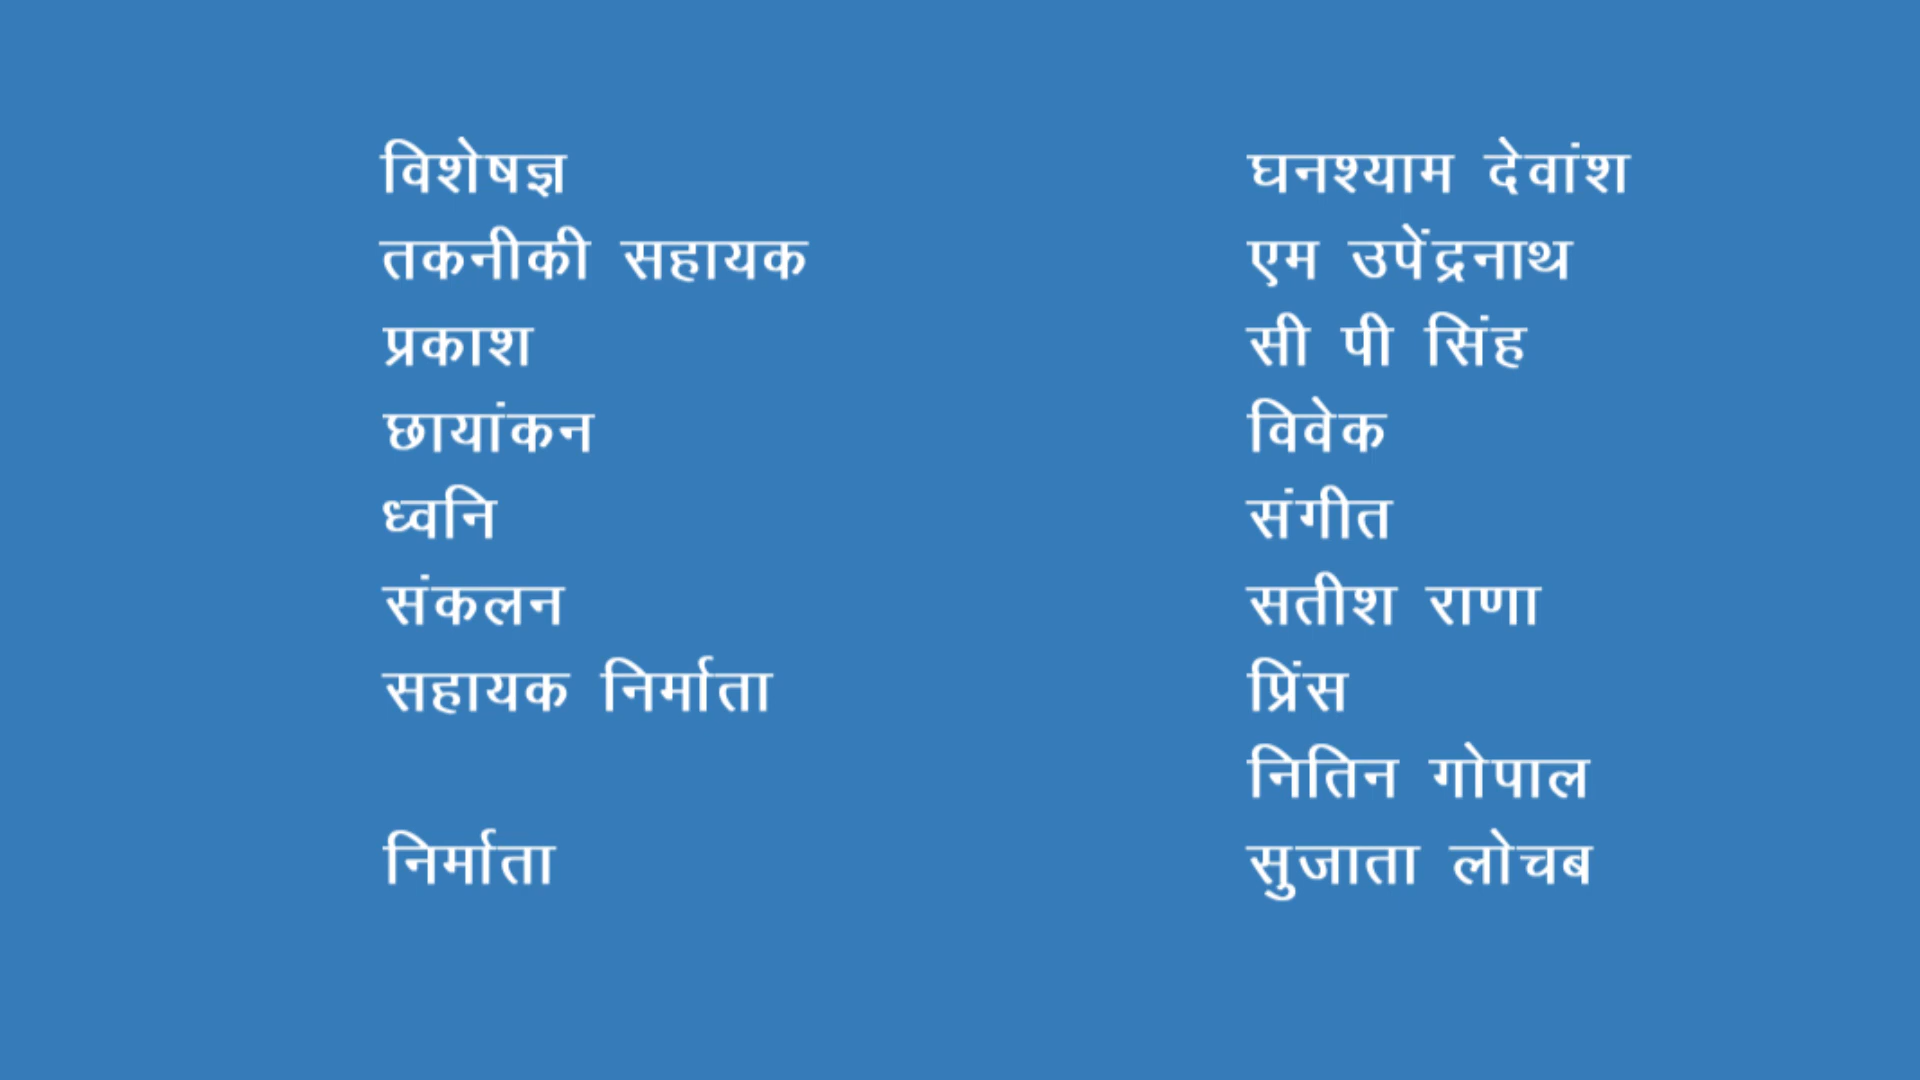 विशेषज्ञ घनश्याम देवांश
तकनीकी सहायक एम उपेंद्रनाथ
प्रकाश सी पी सिंह
छायांकन विवेक
ध्वनि संगीत
संकलन सतीश राणा
सहायक निर्माता प्रिंस
नितिन गोपाल
निर्माता सुजाता लोचब